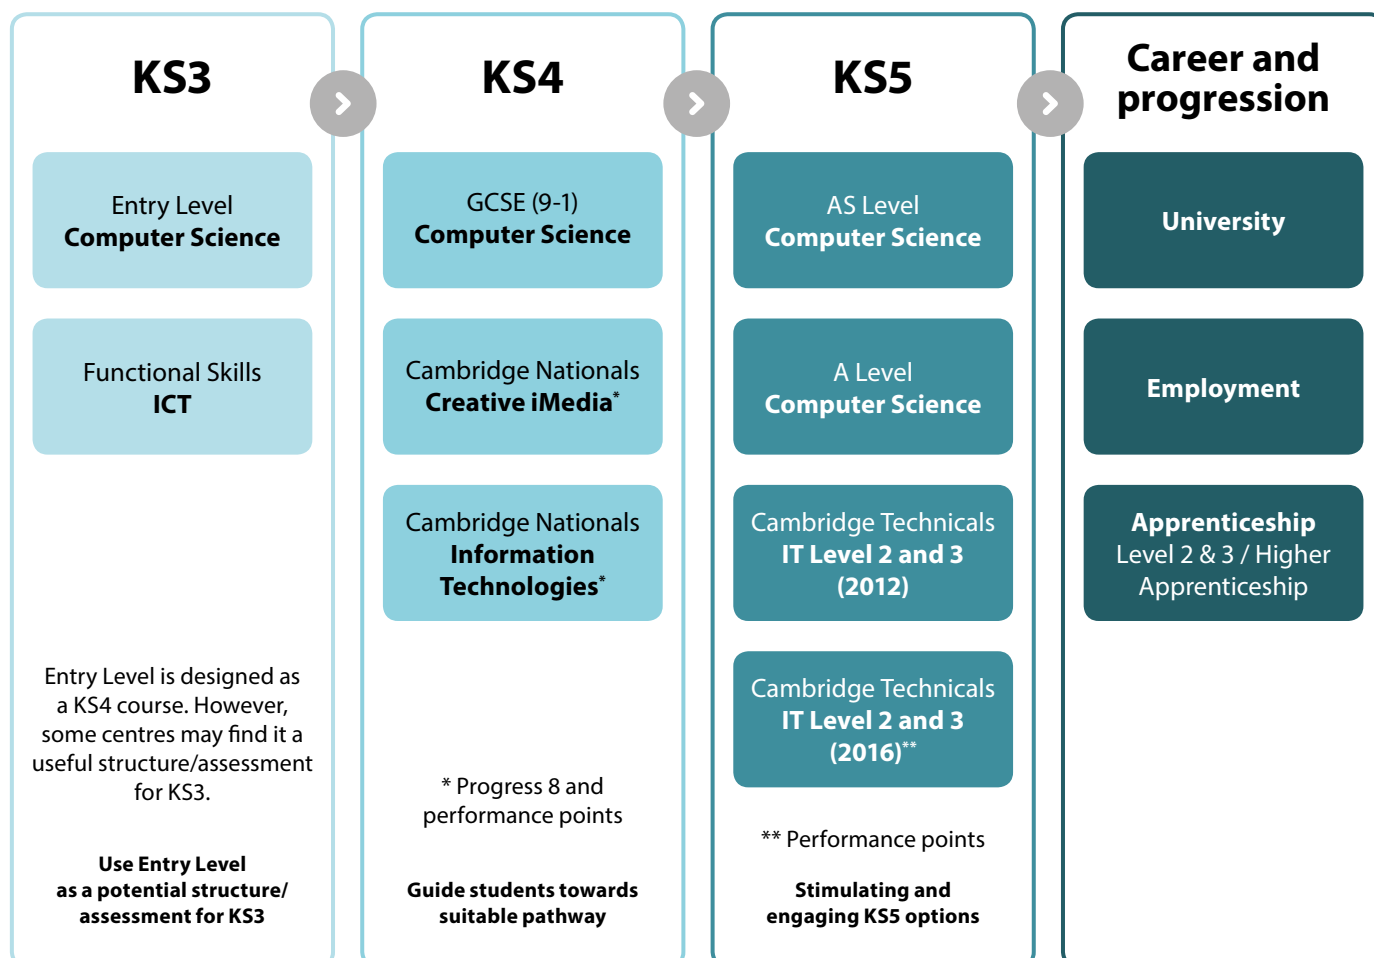 KS3
Entry Level
Computer Science
Functional Skills
ICT
Entry Level is designed as
a KS4 course. However,
some centres may find it a
useful structure/assessment
for KS3.
Use Entry Level
as a potential structure/
assessment for KS3
KS4
GCSE (9-1)
Computer Science
Cambridge Nationals
Creative iMedia*
Cambridge Nationals
Information
Technologies*
* Progress 8 and
performance points
Guide students towards
suitable pathway
KS5
AS Level
Computer Science
A Level
Computer Science
Cambridge Technicals
IT Level 2 and 3
(2012)
Cambridge Technicals
IT Level 2 and 3
(2016)**
** Performance points
Stimulating and
engaging KS5 options
Career and
progression
University
Employment
Apprenticeship
Level 2 & 3 / Higher
Apprenticeship